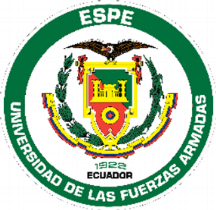 ESPE
UNIVERSIDAD DE LAS FUERZAS ARMADAS
1922
ECUADOR